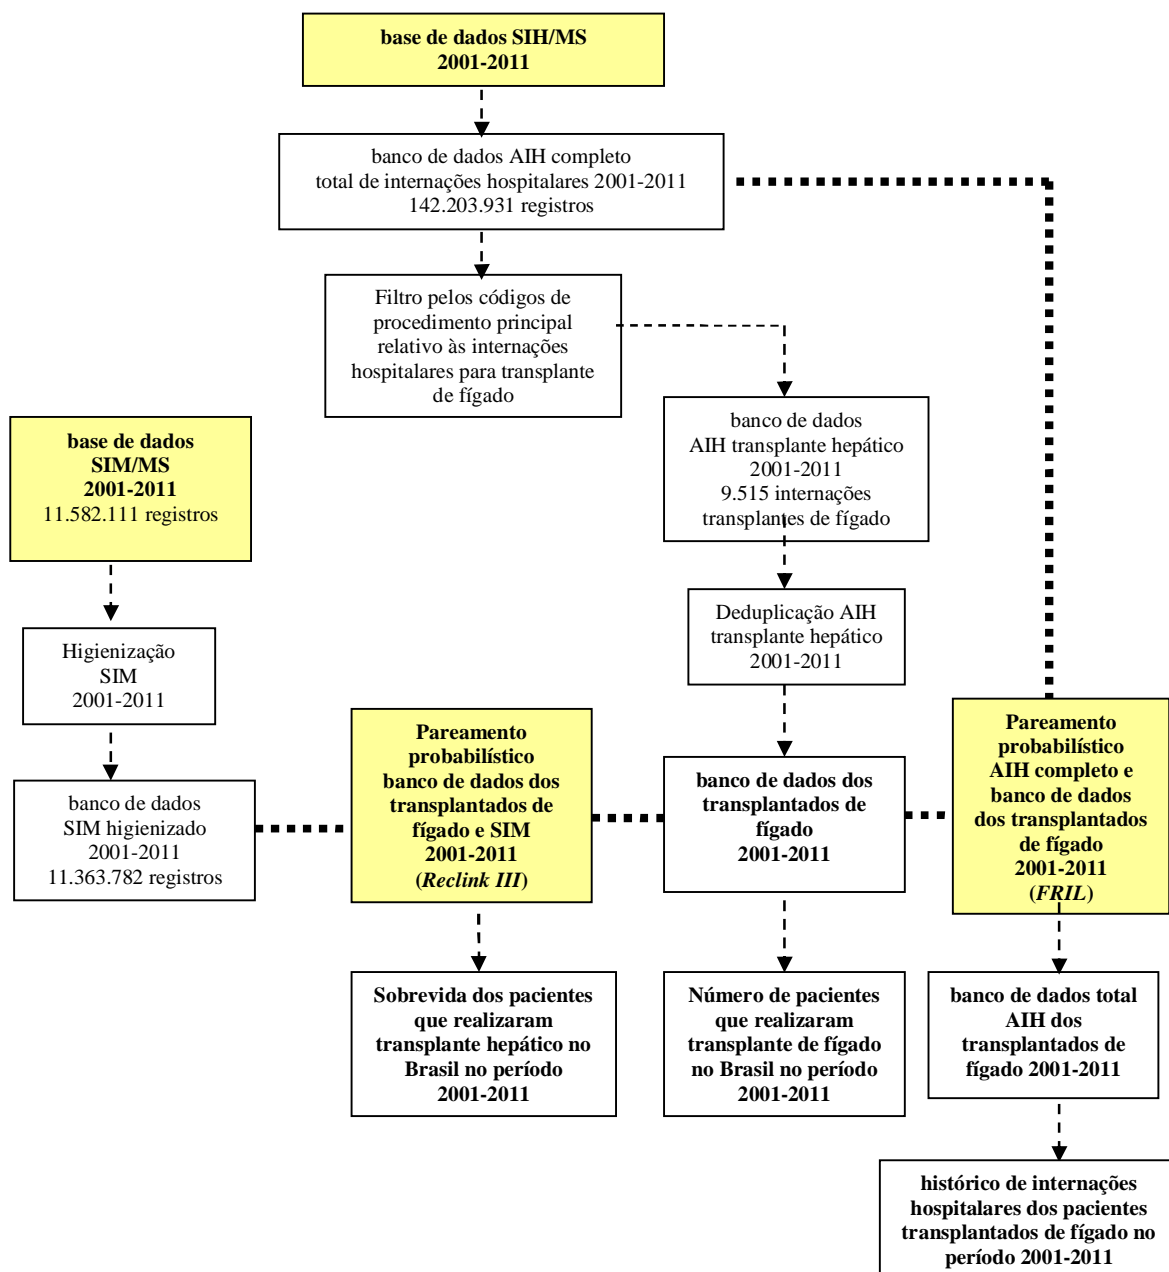 base de dados SIH/MS
2001-2011
banco de dados AIH completo
total de internações hospitalares 2001-2011
142.203.931 registros
Filtro pelos códigos de
procedimento principal
relativo às internações
hospitalares para transplante
de fígado
banco de dados
AIH transplante hepático
2001-2011
9.515 internações
transplantes de fígado
base de dados
SIM/MS
2001-2011
11.582.111 registros
Deduplicação AIH
transplante hepático
2001-2011
Higienização
SIM
2001-2011
banco de dados
SIM higienizado
2001-2011
11.363.782 registros
Pareamento
probabilístico
banco de dados dos
transplantados de
fígado e SIM
2001-2011
(Reclink III)
banco de dados dos
transplantados de
fígado
2001-2011
Pareamento
probabilístico
AIH completo e
banco de dados
dos transplantados
de fígado
2001-2011
(FRIL)
Sobrevida dos pacientes
que realizaram
transplante hepático no
Brasil no período
2001-2011
Número de pacientes
que realizaram
transplante de fígado
no Brasil no período
2001-2011
banco de dados total
AIH dos
transplantados de
fígado 2001-2011
histórico de internações
hospitalares dos pacientes
transplantados de fígado no
período 2001-2011